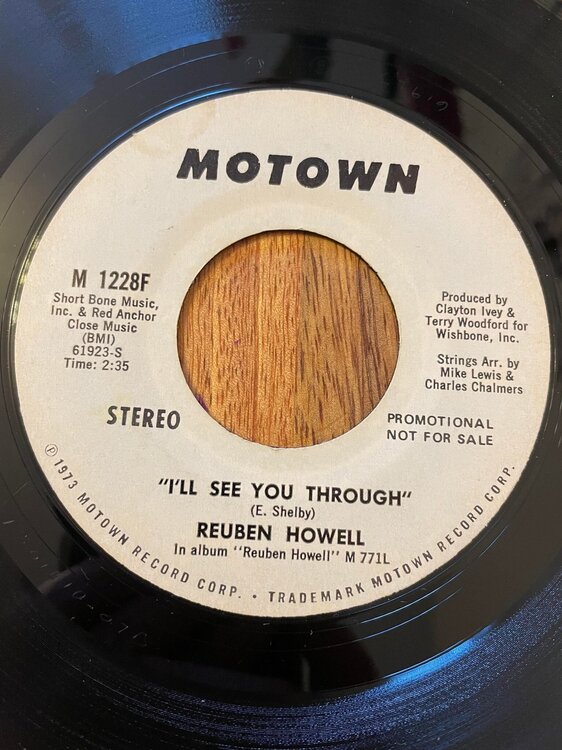 MOTOWN
M 1228F
Short Bone Music,
Inc. & Red Anchor
Close Music
(BMI)
61923-S
Time: 2:35
STEREO
Produced by
Clayton Ivey &
Terry Woodford for
Wishbone, Inc.
Strings Arr. by
Mike Lewis &
Charles Chalmers
PROMOTIONAL
NOT FOR SALE
"I'LL SEE YOU THROUGH"
(E. Shelby)
REUBEN HOWELL
In album "Reuben Howell" M 771L
℗ 1973 MOTOWN RECORD CORP. • TRADEMARK MOTOWN RECORD CORP.